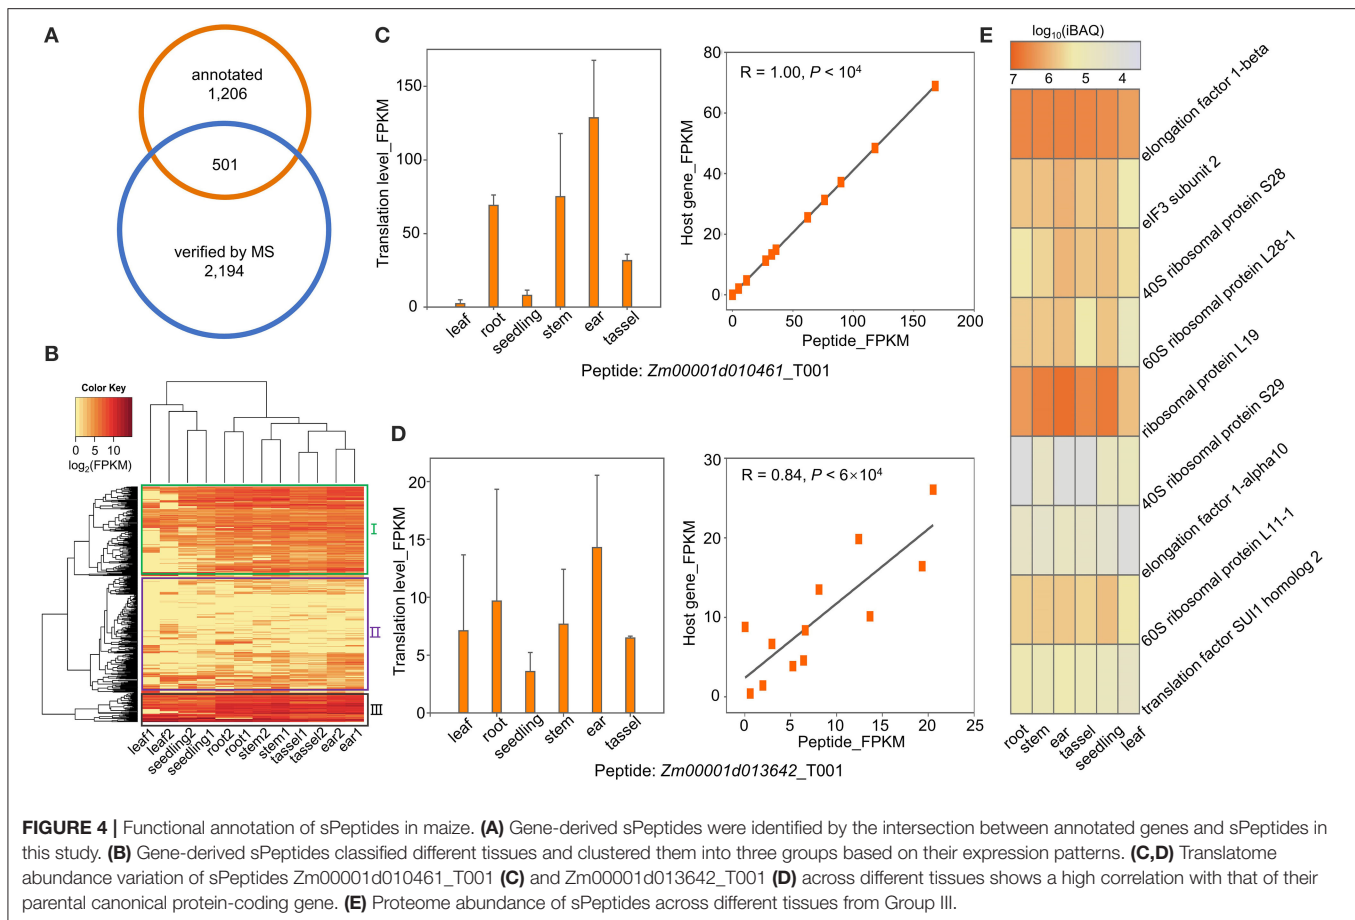 A
annotated
1,206
501
verified by MS
2,194
B
Color Key
0 5 10
log2(FPKM)
I
II
III
leaf1
leaf2
seedling2
seedling1
root2
root1
stem2
stem1
tassel1
tassel2
ear2
ear1
C
Translation level_FPKM
150
100
50
0
leaf
root
seedling
stem
ear
tassel
Host gene_FPKM
80
60
40
20
0
R = 1.00, P < 10⁴
0 50 100 150 200
Peptide_FPKM
Peptide: Zm00001d010461_T001
D
Translation level_FPKM
20
15
10
5
0
leaf
root
seedling
stem
ear
tassel
Host gene_FPKM
30
20
10
0
R = 0.84, P < 6×10⁴
0 5 10 15 20 25
Peptide_FPKM
Peptide: Zm00001d013642_T001
E
log10(iBAQ)
7 6 5 4
elongation factor 1-beta
eIF3 subunit 2
40S ribosomal protein S28
60S ribosomal protein L28-1
ribosomal protein L19
40S ribosomal protein S29
elongation factor 1-alpha10
60S ribosomal protein L11-1
translation factor SUI1 homolog 2
root
stem
ear
tassel
seedling
leaf
FIGURE 4 | Functional annotation of sPeptides in maize. (A) Gene-derived sPeptides were identified by the intersection between annotated genes and sPeptides in
this study. (B) Gene-derived sPeptides classified different tissues and clustered them into three groups based on their expression patterns. (C,D) Translatome
abundance variation of sPeptides Zm00001d010461_T001 (C) and Zm00001d013642_T001 (D) across different tissues shows a high correlation with that of their
parental canonical protein-coding gene. (E) Proteome abundance of sPeptides across different tissues from Group III.